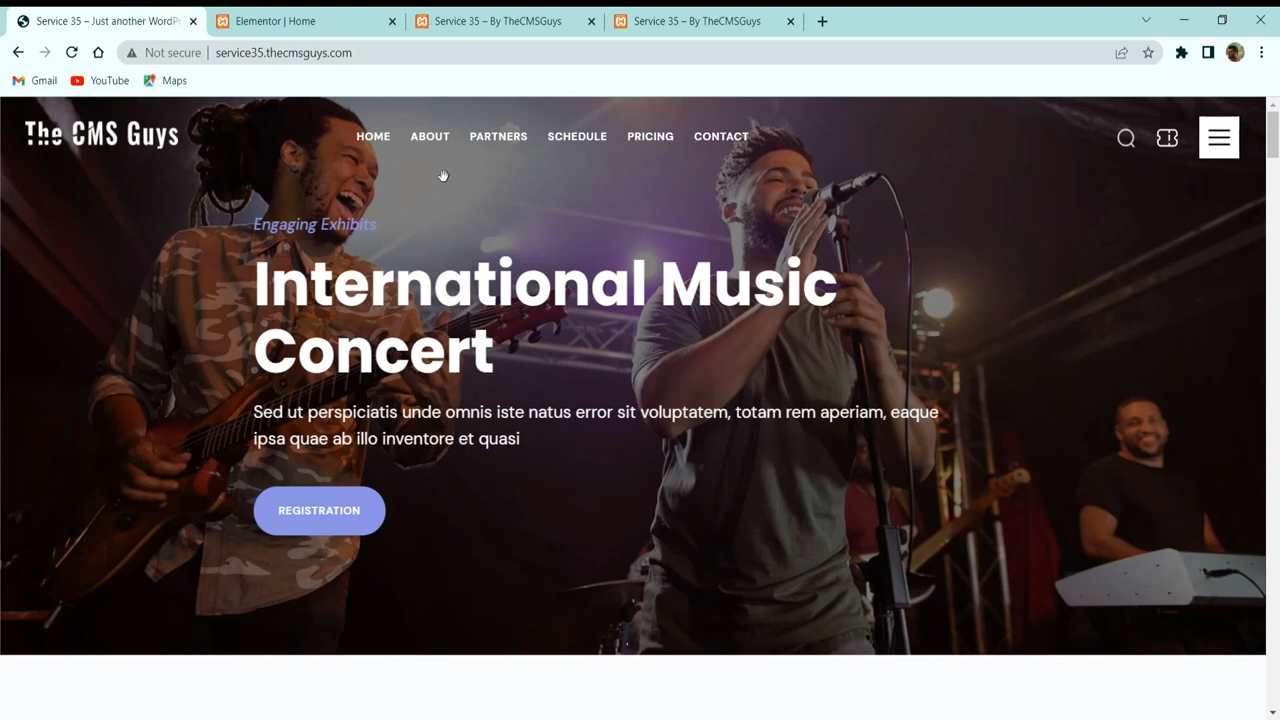 Service 35 – Just another WordPr
Elementor | Home
Service 35 – By TheCMSGuys
Service 35 – By TheCMSGuys
Not secure
service35.thecmsguys.com
Gmail
YouTube
Maps
The CMS Guys
HOME
ABOUT
PARTNERS
SCHEDULE
PRICING
CONTACT
Engaging Exhibits
International Music
Concert
Sed ut perspiciatis unde omnis iste natus error sit voluptatem, totam rem aperiam, eaque
ipsa quae ab illo inventore et quasi
REGISTRATION